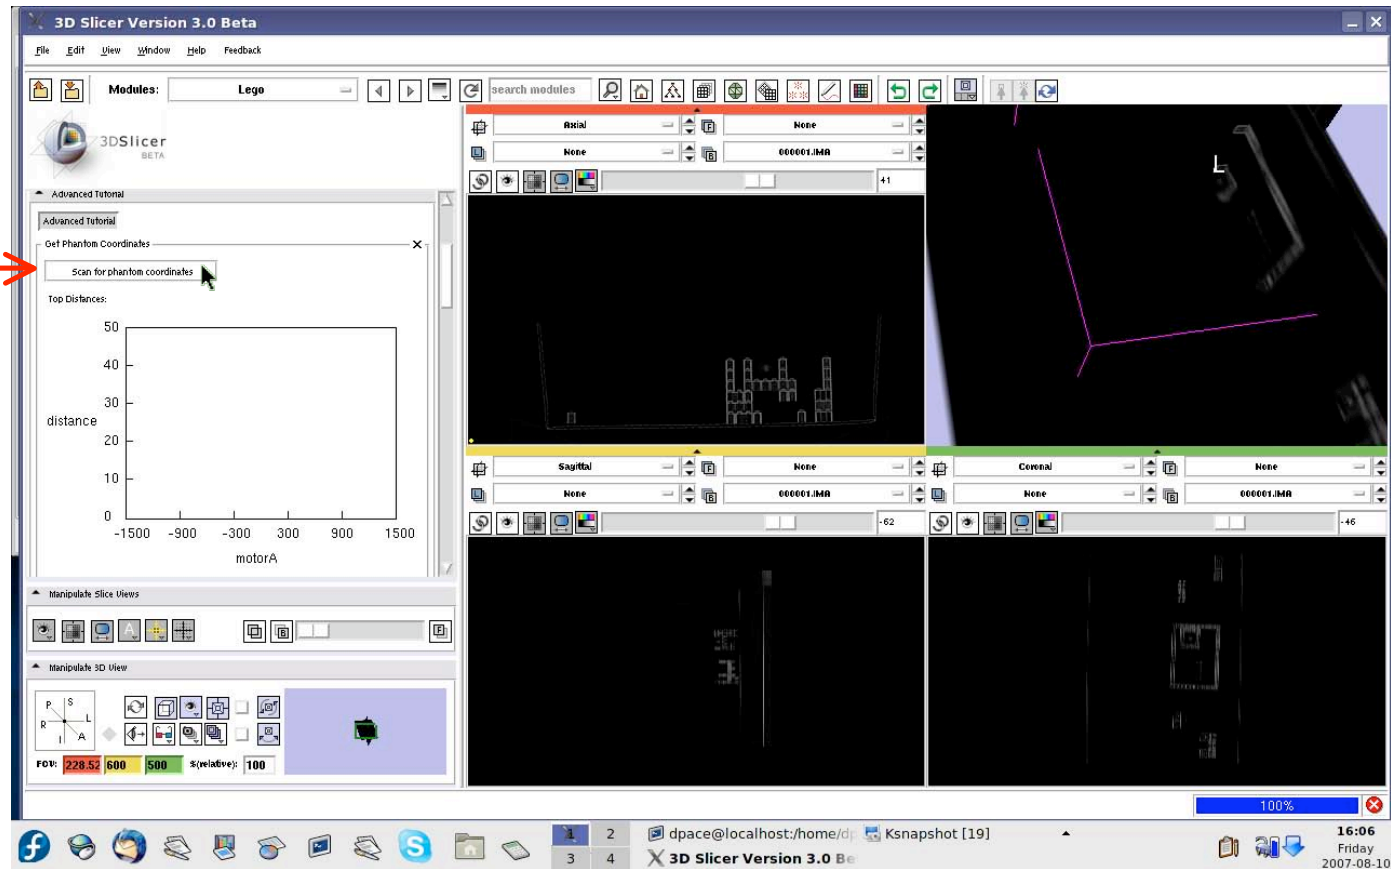 3D Slicer Version 3.0 Beta
File Edit View Window Help Feedback
Modules: Lego search modules
3DSlicer
BETA
Advanced Tutorial
Advanced Tutorial
Get Phantom Coordinates
Scan for phantom coordinates
Top Distances:
50
40
30
distance
20
10
0
-1500 -900 -300 300 900 1500
motorA
Manipulate Slice Views
B F
Manipulate 3D View
P S
R L
I A
FOV: 228.52 600 500 %(relative): 100
Axial F None
L None B 000001.IMA
41
L
Sagittal F None
L None B 000001.IMA
-62
Coronal F None
L None B 000001.IMA
-46
100%
1 2
3 4
dpace@localhost:/home/dp
Ksnapshot [19]
3D Slicer Version 3.0 Be
16:06
Friday
2007-08-10